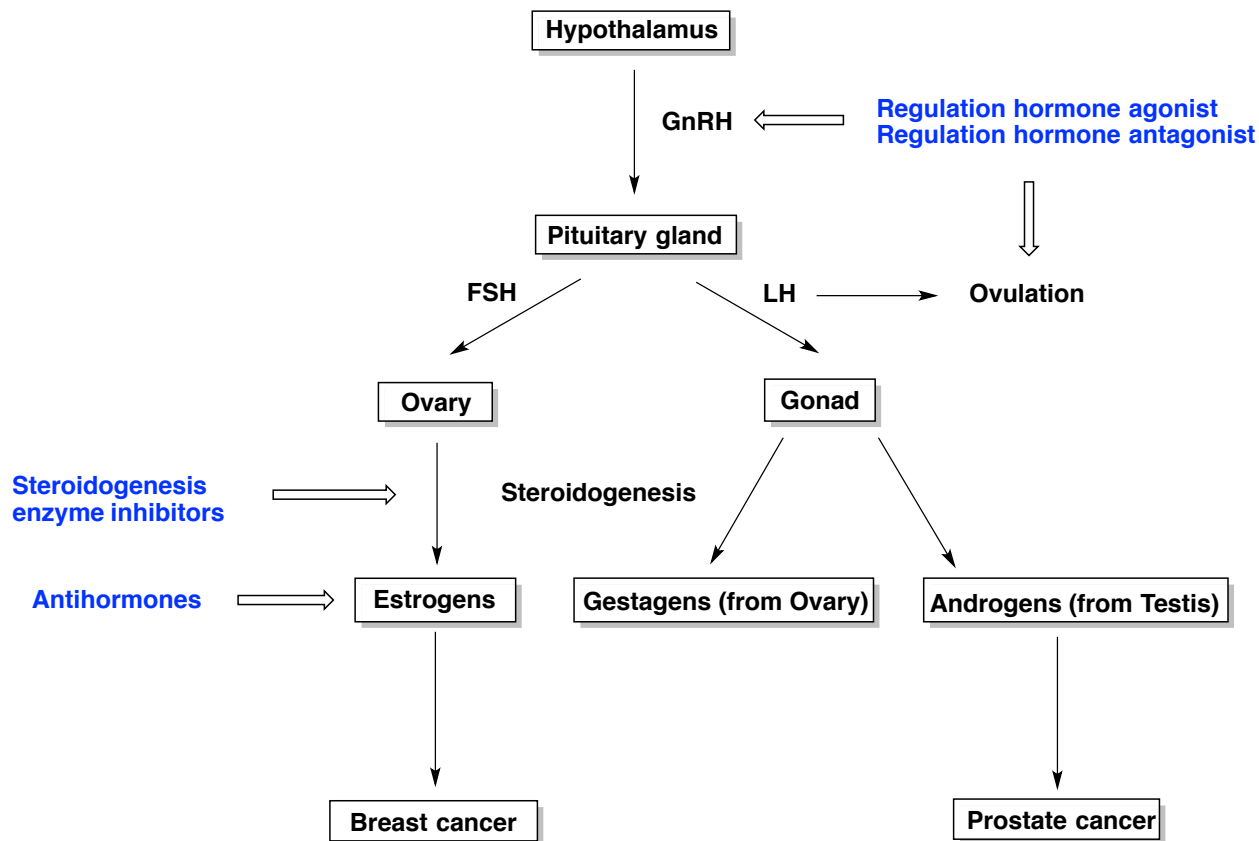 Hypothalamus
GnRH
Regulation hormone agonist
Regulation hormone antagonist
Pituitary gland
FSH
LH
Ovulation
Ovary
Gonad
Steroidogenesis
enzyme inhibitors
Steroidogenesis
Antihormones
Estrogens
Gestagens (from Ovary)
Androgens (from Testis)
Breast cancer
Prostate cancer